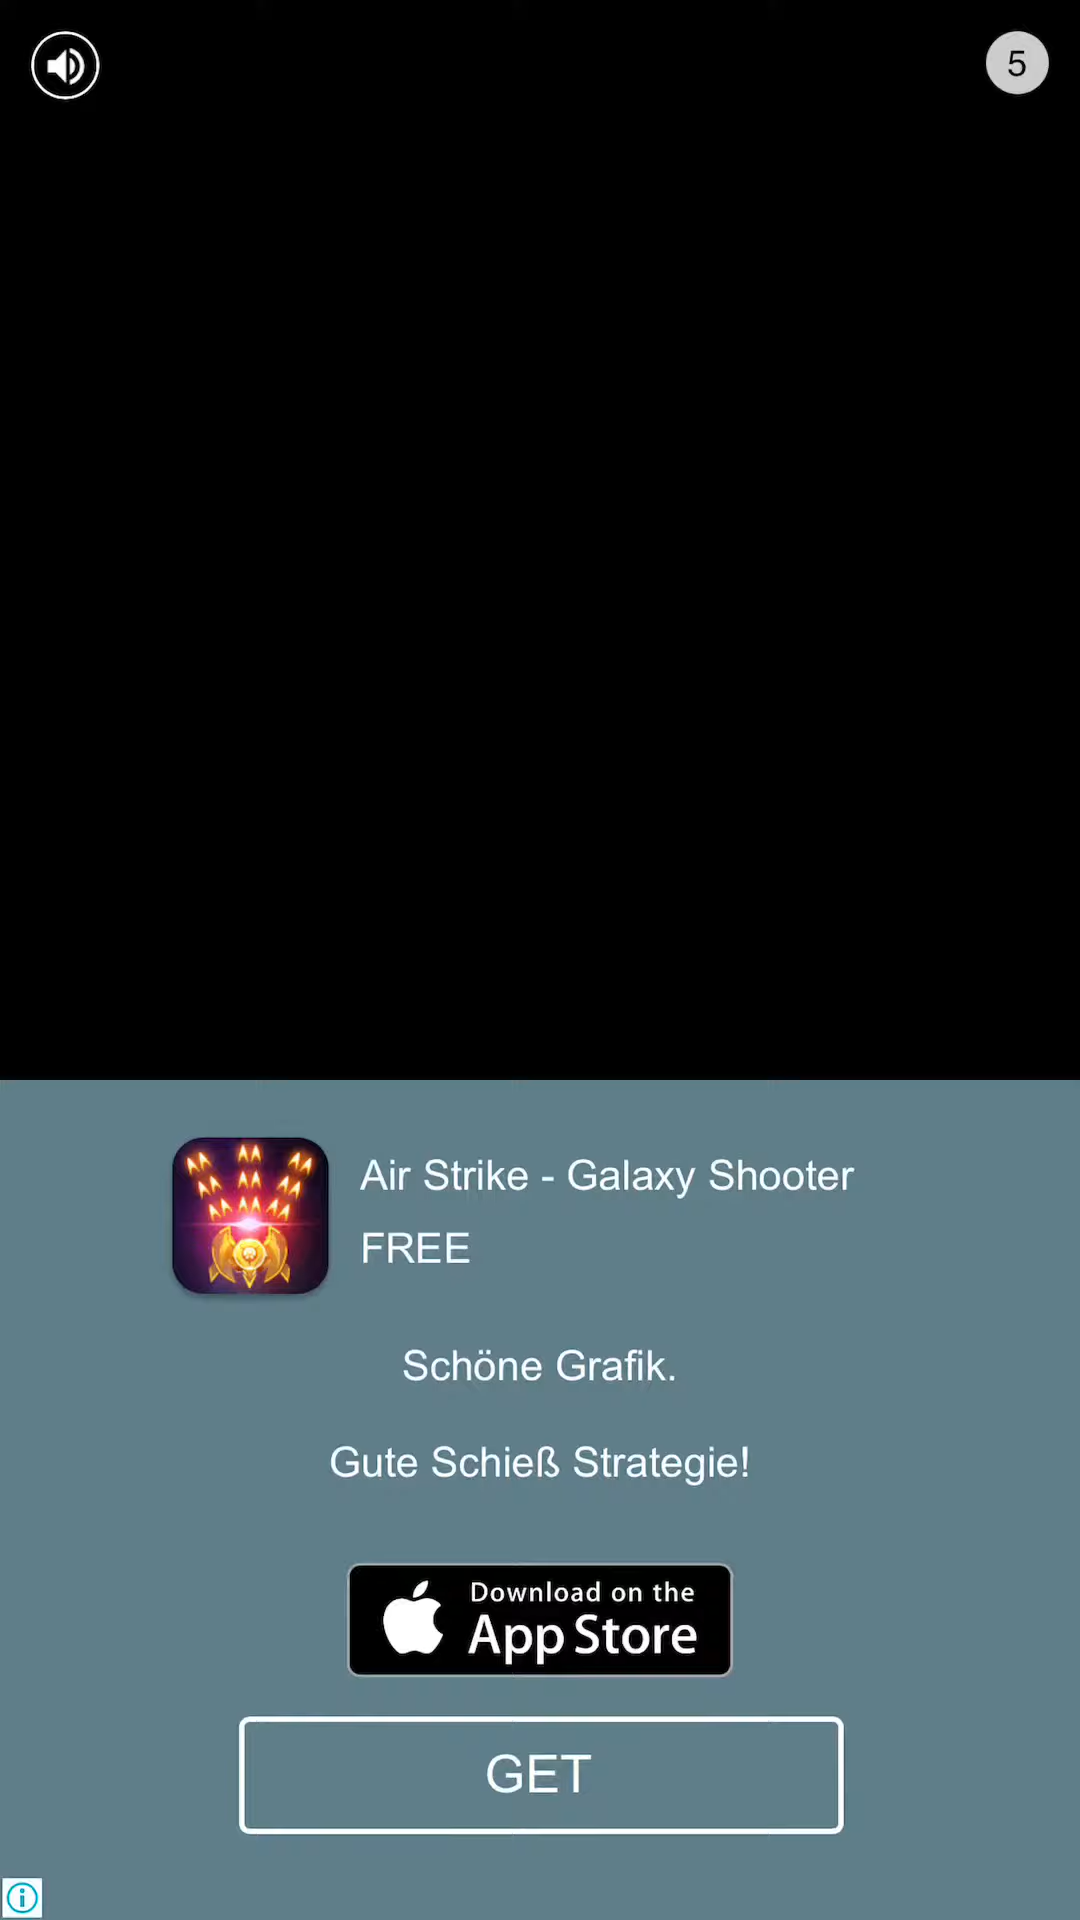 5
Air Strike - Galaxy Shooter
FREE
Schöne Grafik.
Gute Schieß Strategie!
Download on the
App Store
GET